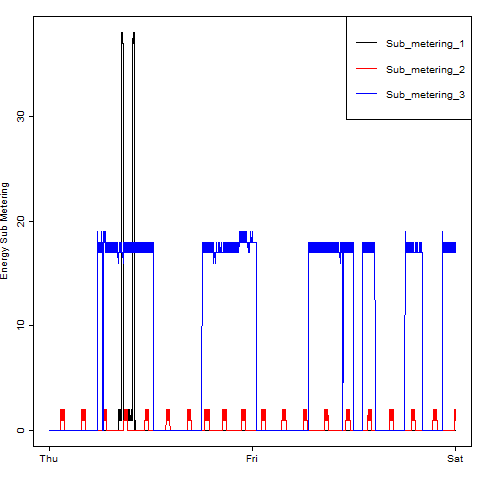 Sub_metering_1
Sub_metering_2
Sub_metering_3
Energy Sub Metering
30
20
10
0
Thu
Fri
Sat